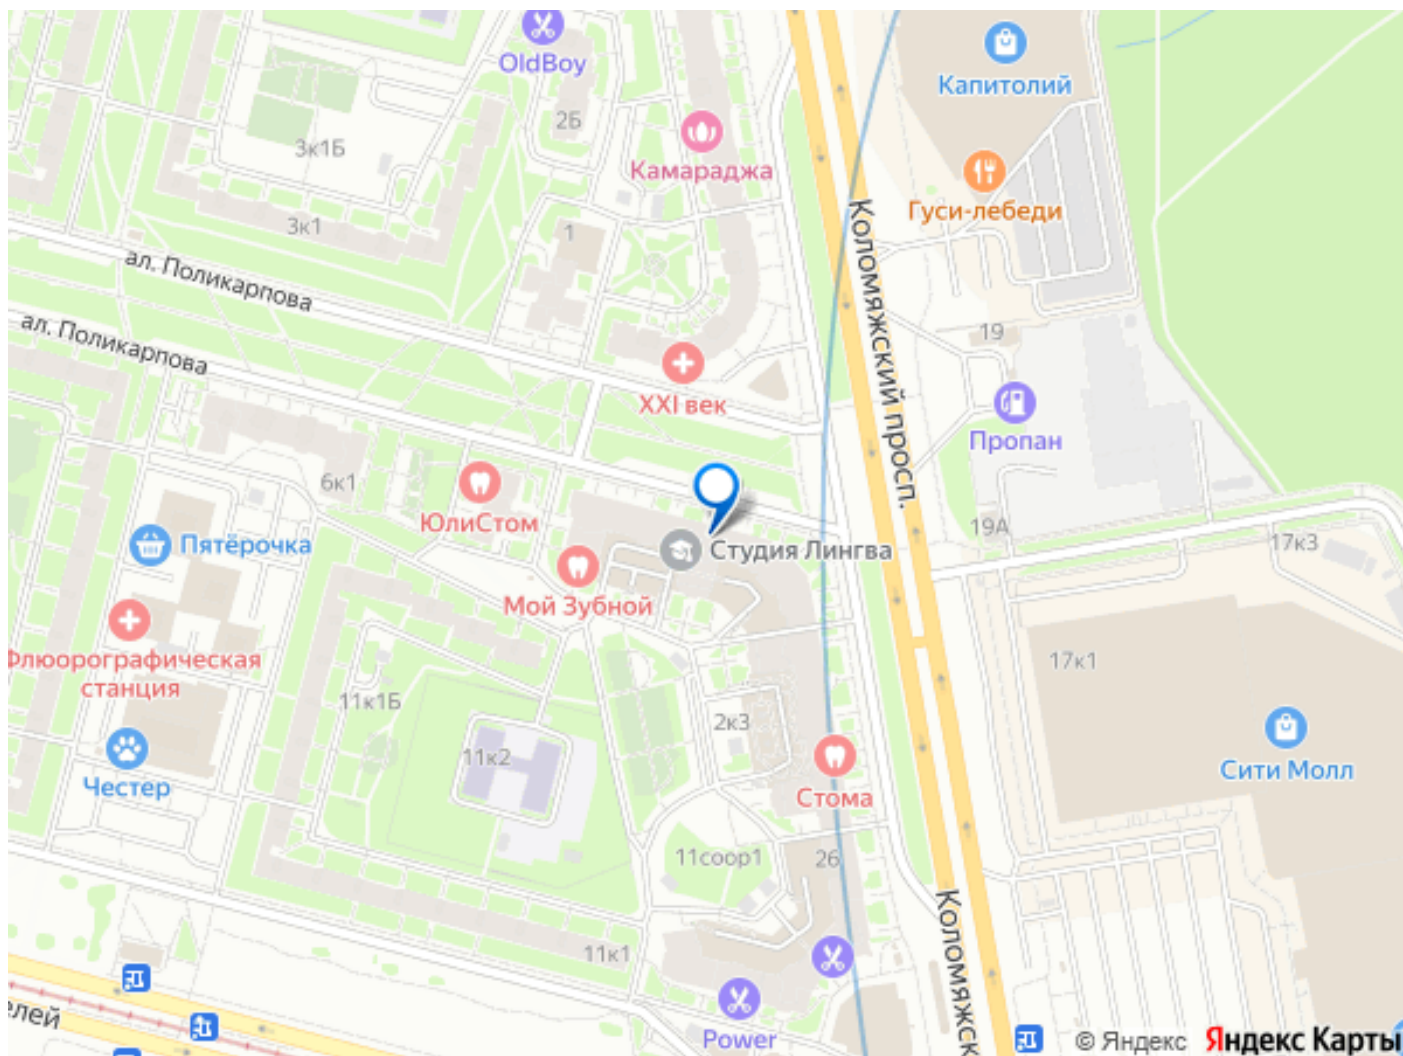 OldBoy
Капитолий
2Б
3к1Б
Камараджа
Гуси-лебеди
3к1
1
ал. Поликарпова
Коломяжский просп.
ал. Поликарпова
19
XXI век
Пропан
6к1
ЮлиСтом
19А
17к3
Пятёрочка
Студия Лингва
Мой Зубной
Флюорографическая
станция
17к1
11к1Б
2к3
11к2
Сити Молл
Честер
Стома
11соор1
26
Коломяжск
11к1
елей
Power
© Яндекс
Яндекс Карты